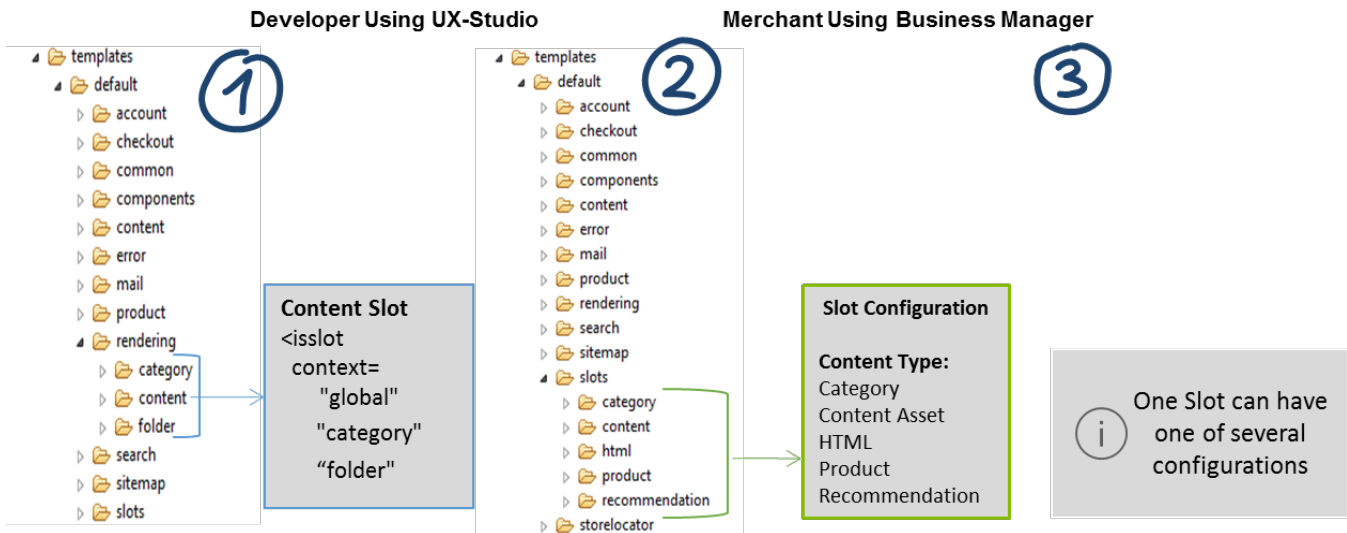 Developer Using UX-Studio
Merchant Using Business Manager
1
templates
default
account
checkout
common
components
content
error
mail
product
rendering
category
content
folder
search
sitemap
slots
Content Slot
<isslot
context=
"global"
"category"
“folder"
2
templates
default
account
checkout
common
components
content
error
mail
product
rendering
search
sitemap
slots
category
content
html
product
recommendation
storelocator
3
Slot Configuration
Content Type:
Category
Content Asset
HTML
Product
Recommendation
i
One Slot can have
one of several
configurations